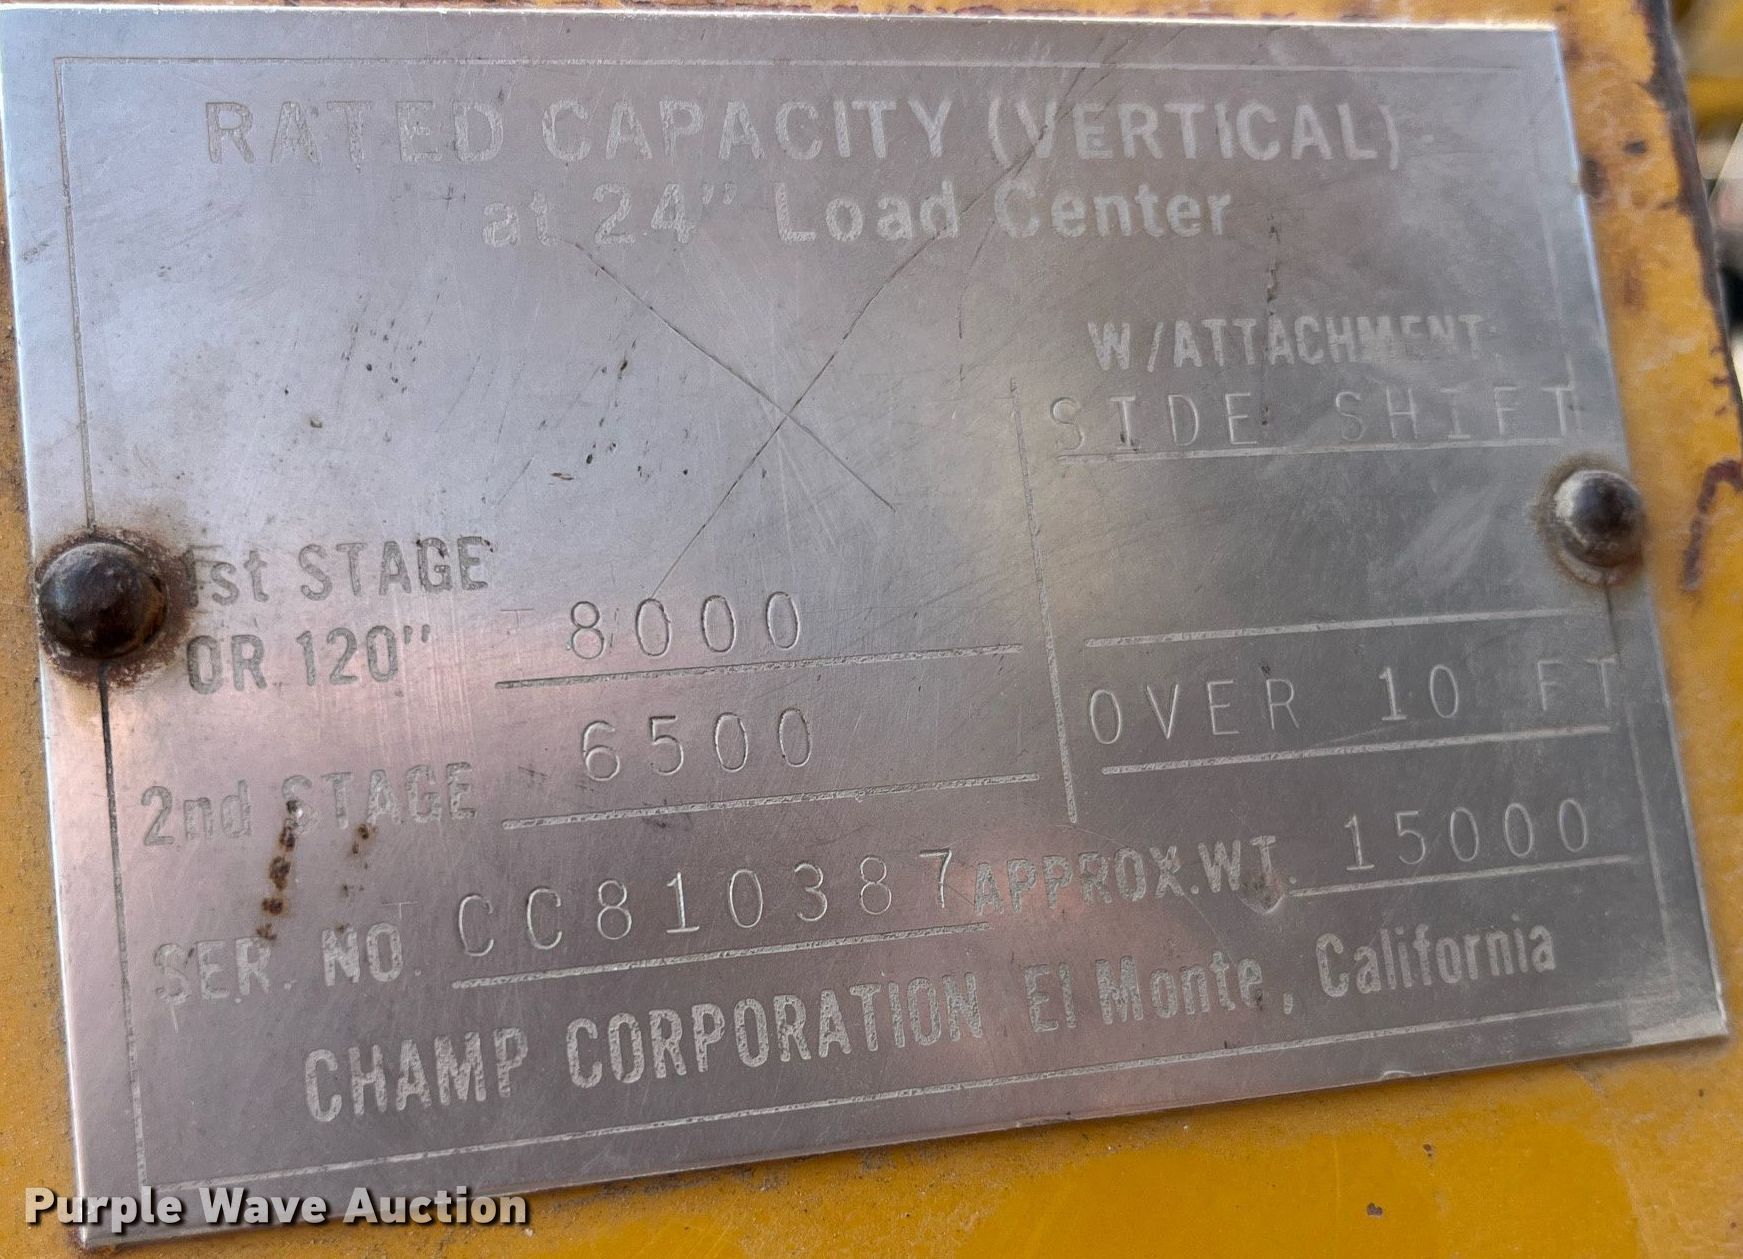 RATED CAPACITY (VERTICAL)
at 24" Load Center
W/ATTACHMENT:
SIDE SHIFT
1st STAGE
OR 120" 8000
2nd STAGE 6500
OVER 10 FT
SER. NO. CC810387 APPROX.WT. 15000
CHAMP CORPORATION El Monte, California
Purple Wave Auction